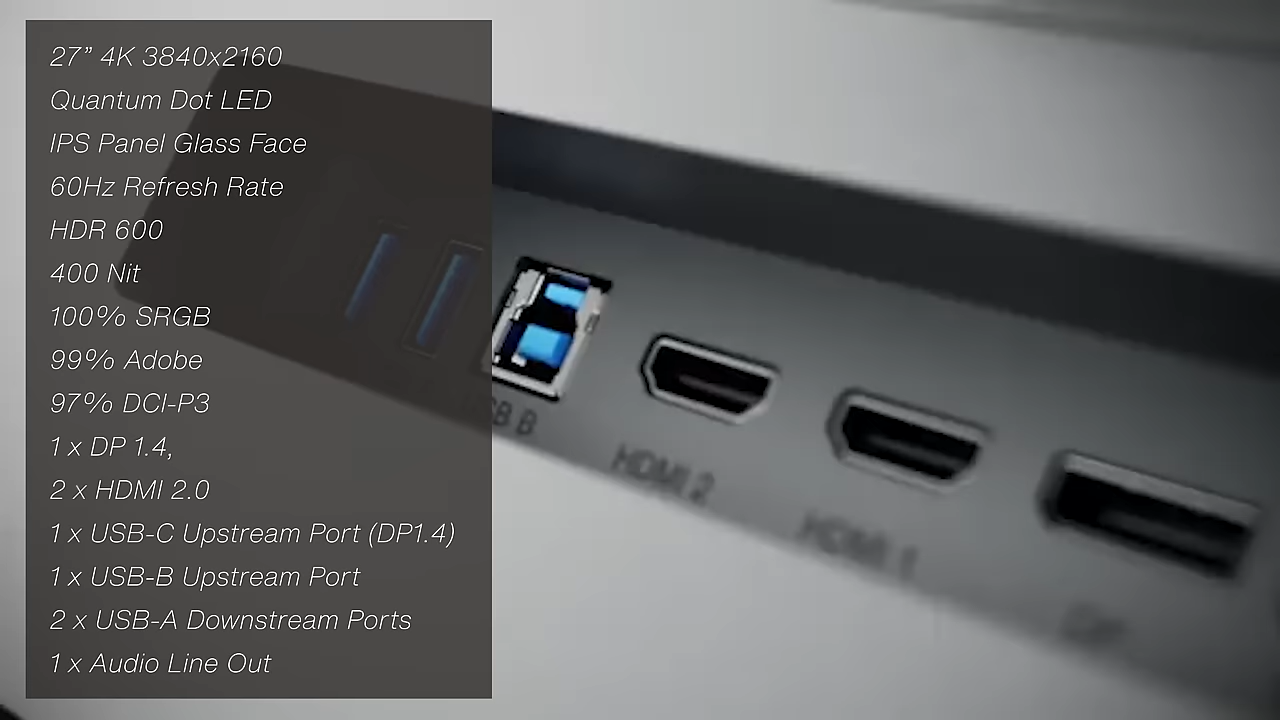 27” 4K 3840x2160
Quantum Dot LED
IPS Panel Glass Face
60Hz Refresh Rate
HDR 600
400 Nit
100% SRGB
99% Adobe
97% DCI-P3
1 x DP 1.4,
2 x HDMI 2.0
1 x USB-C Upstream Port (DP1.4)
1 x USB-B Upstream Port
2 x USB-A Downstream Ports
1 x Audio Line Out
USB B
HDMI 2
HDMI 1
DP